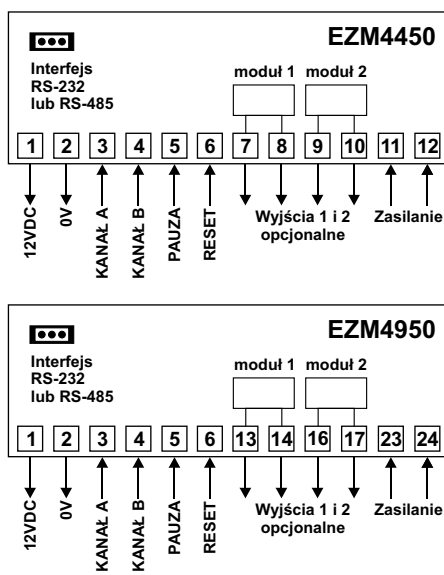 EZM4450
Interfejs
RS-232
lub RS-485
moduł 1 moduł 2
1 2 3 4 5 6 7 8 9 10 11 12
12VDC
0V
KANAŁ A
KANAŁ B
PAUZA
RESET
Wyjścia 1 i 2
opcjonalne
Zasilanie
EZM4950
Interfejs
RS-232
lub RS-485
moduł 1 moduł 2
1 2 3 4 5 6 13 14 16 17 23 24
12VDC
0V
KANAŁ A
KANAŁ B
PAUZA
RESET
Wyjścia 1 i 2
opcjonalne
Zasilanie